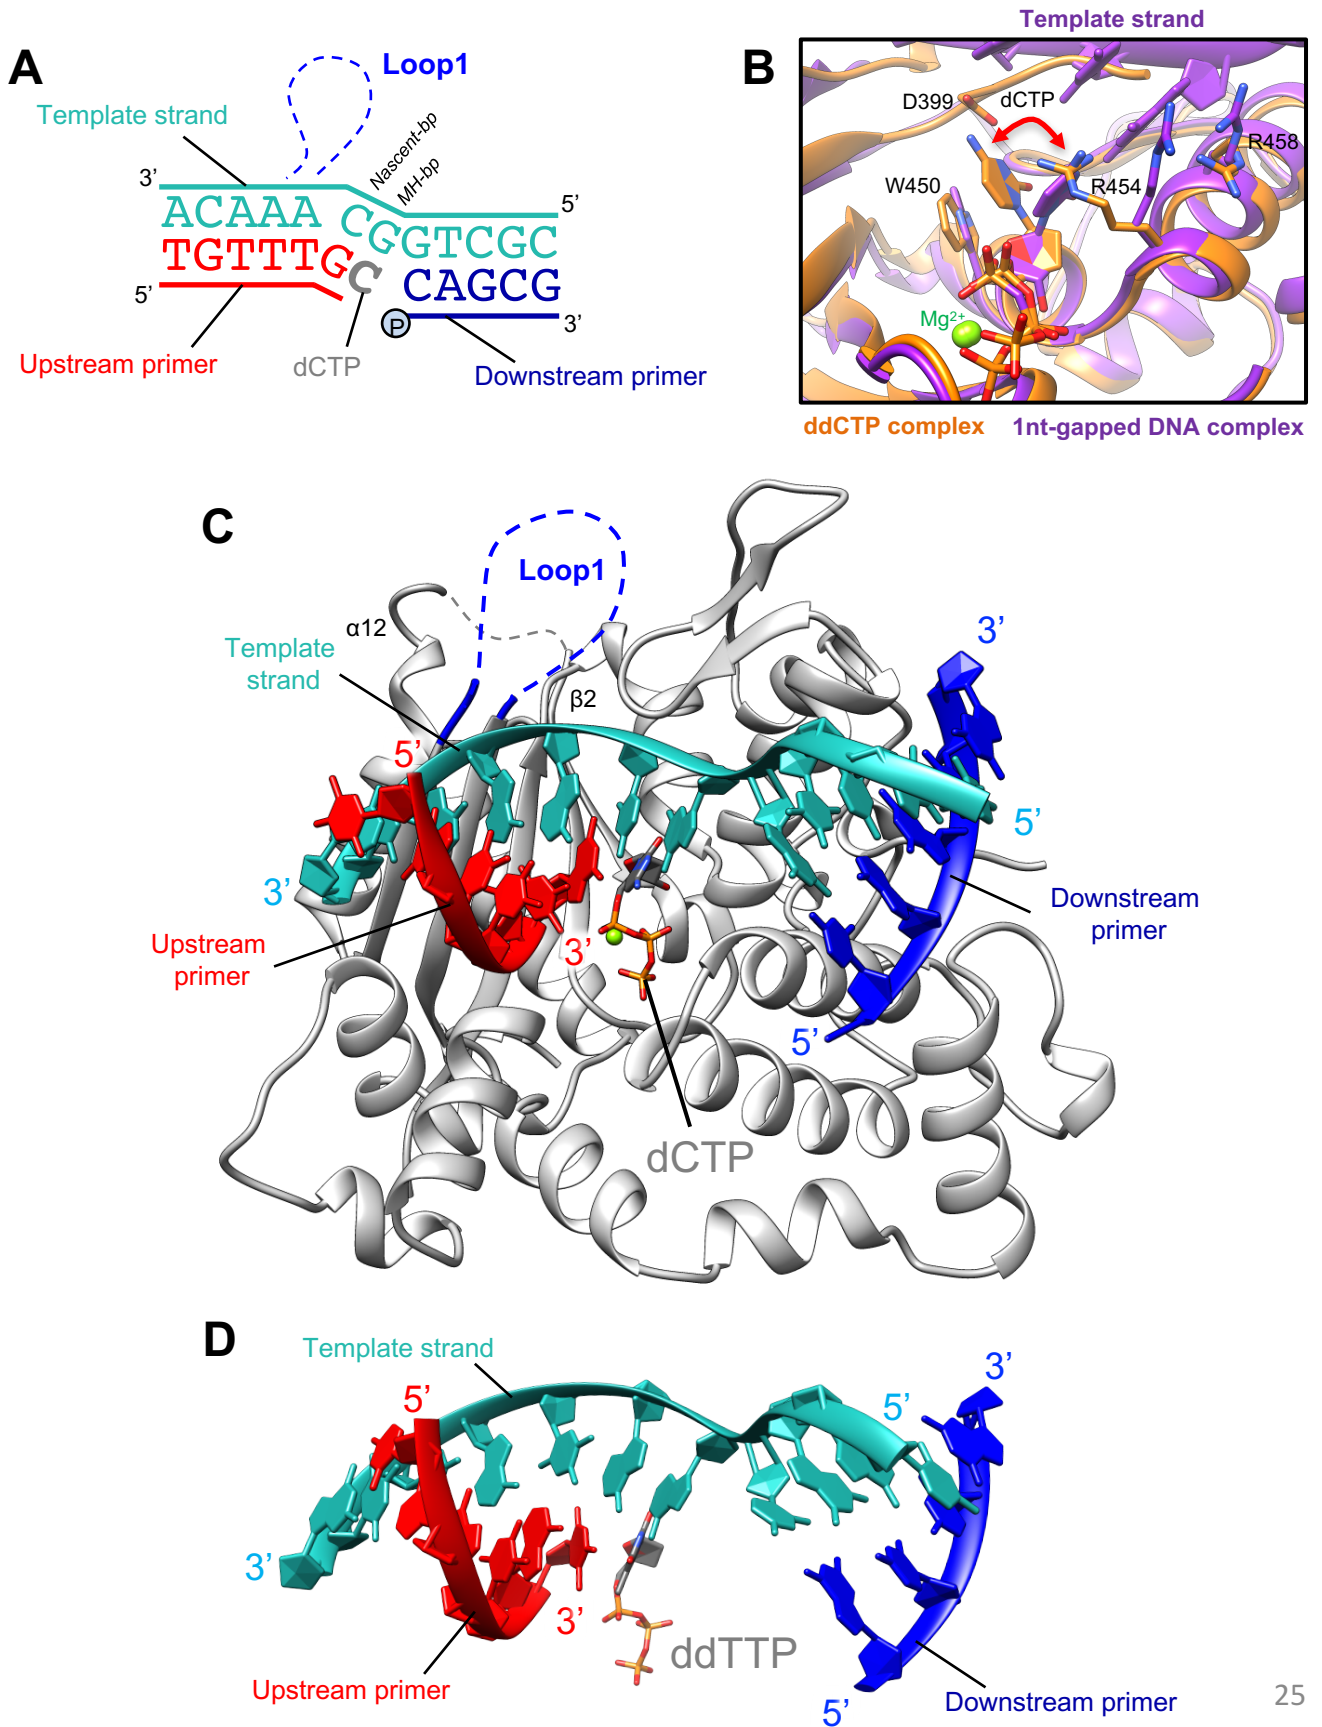 A
Loop1
Template strand
Nascent-bp
MH-bp
3’
5’
ACAAA
CG
GTCGC
TGTTTG
C
CAGCG
5’
P
3’
Upstream primer
dCTP
Downstream primer
Template strand
B
D399
dCTP
R458
W450
R454
Mg²⁺
ddCTP complex
1nt-gapped DNA complex
C
Loop1
α12
Template
strand
β2
3’
5’
5’
3’
Downstream
primer
Upstream
primer
3’
5’
dCTP
D
Template strand
3’
5’
5’
3’
3’
ddTTP
Upstream primer
5’
Downstream primer
25